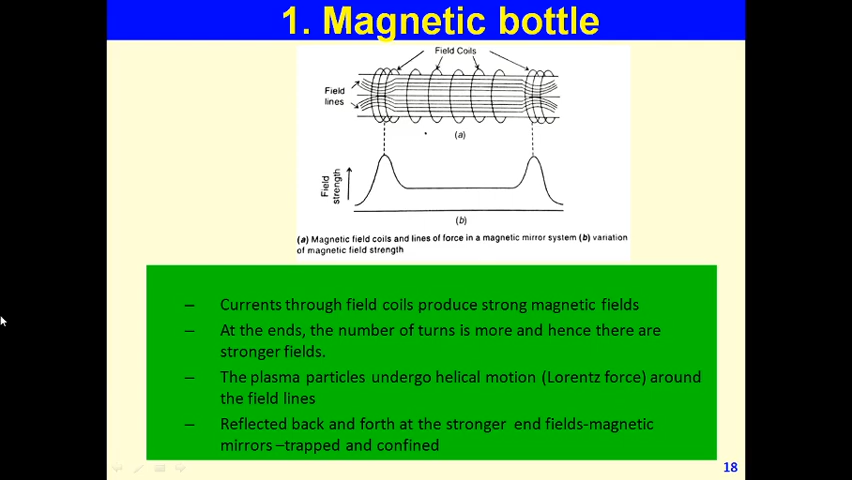 1. Magnetic bottle
Field Coils
Field
lines
(a)
Field
strength
(b)
(a) Magnetic field coils and lines of force in a magnetic mirror system (b) variation
of magnetic field strength
– Currents through field coils produce strong magnetic fields
– At the ends, the number of turns is more and hence there are
stronger fields.
– The plasma particles undergo helical motion (Lorentz force) around
the field lines
– Reflected back and forth at the stronger end fields-magnetic
mirrors –trapped and confined
18